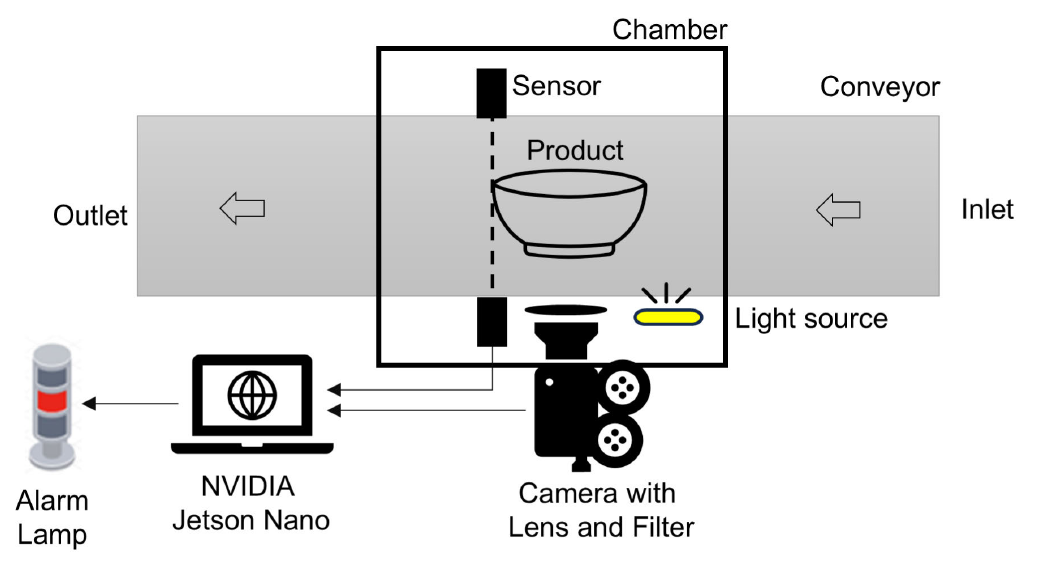 Chamber
Sensor
Conveyor
Product
Outlet
Inlet
Light source
NVIDIA
Jetson Nano
Camera with
Lens and Filter
Alarm
Lamp